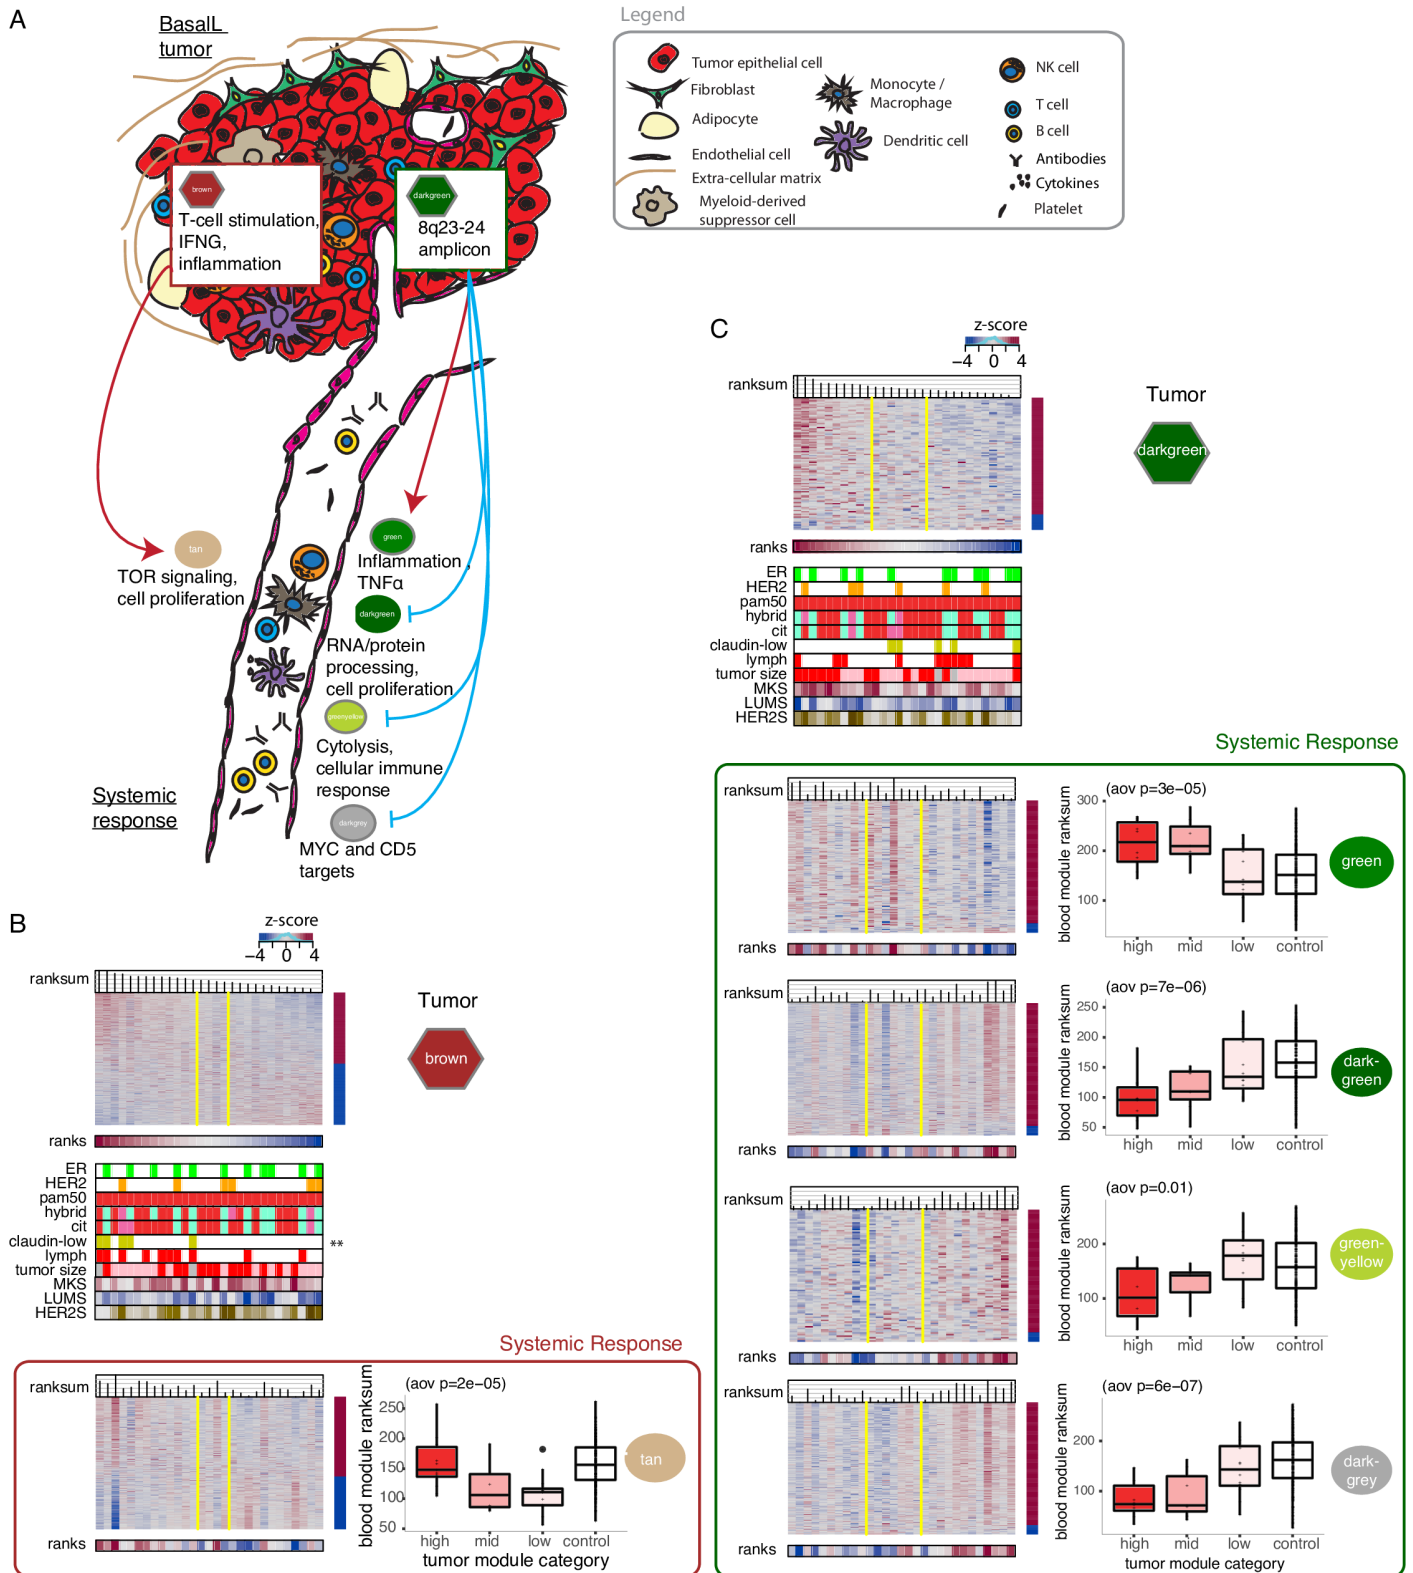 A
BasalL
tumor
brown
T-cell stimulation,
IFNG,
inflammation
darkgreen
8q23-24
amplicon
tan
TOR signaling,
cell proliferation
green
Inflammation,
TNFα
darkgreen
RNA/protein
processing,
cell proliferation
greenyellow
Cytolysis,
cellular immune
response
darkgrey
MYC and CD5
targets
Systemic
response
Legend
Tumor epithelial cell
Fibroblast
Adipocyte
Endothelial cell
Extra-cellular matrix
Myeloid-derived
suppressor cell
Monocyte /
Macrophage
Dendritic cell
NK cell
T cell
B cell
Antibodies
Cytokines
Platelet
B
z-score
−4 0 4
ranksum
Tumor
brown
ranks
ER
HER2
pam50
hybrid
cit
claudin-low
**
lymph
tumor size
MKS
LUMS
HER2S
Systemic Response
ranksum
ranks
(aov p=2e−05)
blood module ranksum
250
200
150
100
50
high mid low control
tumor module category
tan
C
z-score
−4 0 4
ranksum
Tumor
darkgreen
ranks
ER
HER2
pam50
hybrid
cit
claudin-low
lymph
tumor size
MKS
LUMS
HER2S
Systemic Response
ranksum
ranks
(aov p=3e−05)
blood module ranksum
300
200
100
high mid low control
green
ranksum
ranks
(aov p=7e−06)
blood module ranksum
250
200
150
100
50
high mid low control
dark-
green
ranksum
ranks
(aov p=0.01)
blood module ranksum
200
100
high mid low control
green-
yellow
ranksum
ranks
(aov p=6e−07)
blood module ranksum
200
100
high mid low control
tumor module category
dark-
grey